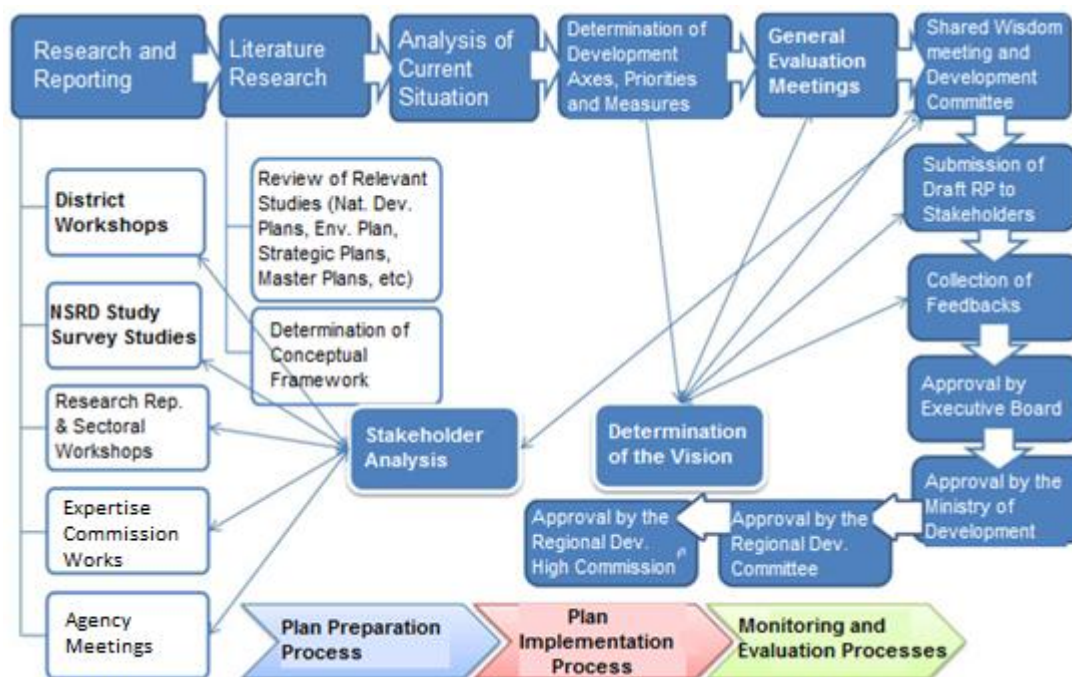 Research and
Reporting
Literature
Research
Analysis of
Current
Situation
Determination of
Development
Axes, Priorities
and Measures
General
Evaluation
Meetings
Shared Wisdom
meeting and
Development
Committee
District
Workshops
NSRD Study
Survey Studies
Research Rep.
& Sectoral
Workshops
Expertise
Commission
Works
Agency
Meetings
Review of Relevant
Studies (Nat. Dev.
Plans, Env. Plan,
Strategic Plans,
Master Plans, etc)
Determination of
Conceptual
Framework
Stakeholder
Analysis
Determination
of the Vision
Submission of
Draft RP to
Stakeholders
Collection of
Feedbacks
Approval by
Executive Board
Approval by the
Ministry of
Development
Approval by the
Regional Dev.
Committee
Approval by the
Regional Dev.
High Commission
Plan Preparation
Process
Plan
Implementation
Process
Monitoring and
Evaluation Processes